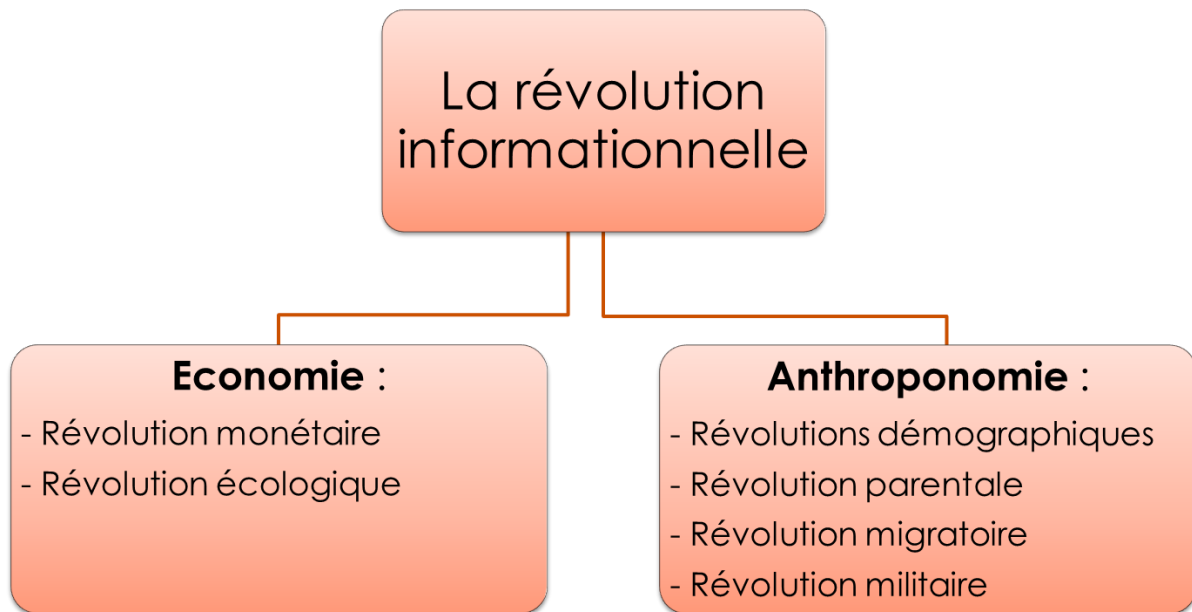 La révolution
informationnelle
Economie :
- Révolution monétaire
- Révolution écologique
Anthroponomie :
- Révolutions démographiques
- Révolution parentale
- Révolution migratoire
- Révolution militaire